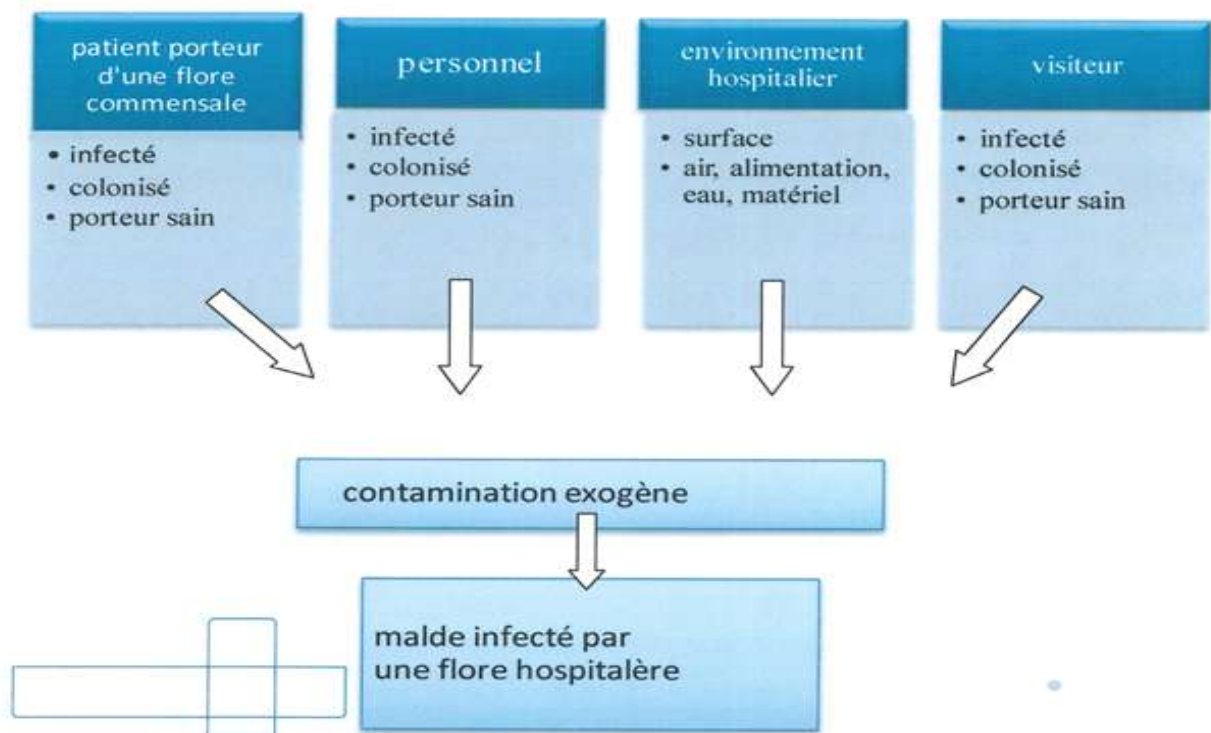 patient porteur
d'une flore
commensale
• infecté
• colonisé
• porteur sain
personnel
• infecté
• colonisé
• porteur sain
environnement
hospitalier
• surface
• air, alimentation,
eau, matériel
visiteur
• infecté
• colonisé
• porteur sain
contamination exogène
malde infecté par
une flore hospitalère